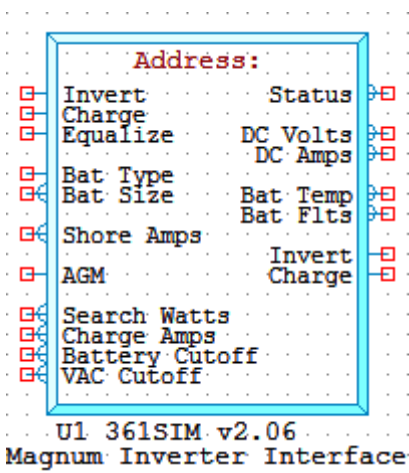 Address:
Invert Status
Charge
Equalize DC Volts
DC Amps
Bat Type
Bat Size Bat Temp
Bat Flts
Shore Amps
Invert
AGM Charge
Search Watts
Charge Amps
Battery Cutoff
VAC Cutoff
U1 361SIM v2.06
Magnum Inverter Interface